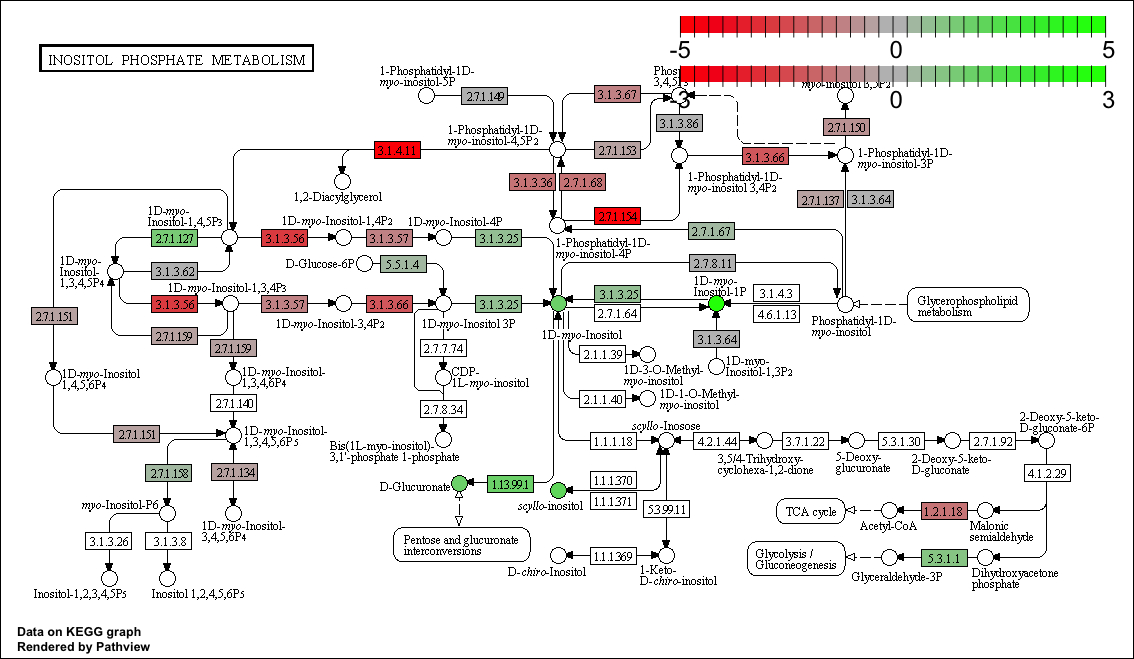 INOSITOL PHOSPHATE METABOLISM
-5 0 5
-3 0 3
1-Phosphatidyl-1D-
myo-inositol-5P
2.7.1.149
3.1.3.67
3.1.3.86
2.7.1.150
1-Phosphatidyl-1D-
myo-inositol-4,5P2
3.1.4.11
2.7.1.153
3.1.3.66
1-Phosphatidyl-1D-
myo-inositol-3P
1,2-Diacylglycerol
3.1.3.36
2.7.1.68
1-Phosphatidyl-1D-
myo-inositol 3,4P2
2.7.1.137
3.1.3.64
1D-myo-
Inositol-1,4,5P3
1D-myo-Inositol-1,4P2
1D-myo-Inositol-4P
2.7.1.154
2.7.1.127
3.1.3.56
3.1.3.57
3.1.3.25
2.7.1.67
1-Phosphatidyl-1D-
myo-inositol-4P
1D-myo-
Inositol-
1,3,4,5P4
3.1.3.62
D-Glucose-6P
5.5.1.4
2.7.8.11
1D-myo-Inositol-1,3,4P3
1D-myo-
Inositol-1P
3.1.3.56
3.1.3.57
3.1.3.66
3.1.3.25
3.1.3.25
2.7.1.64
3.1.4.3
4.6.1.13
Glycerophospholipid
metabolism
2.7.1.151
2.7.1.159
1D-myo-Inositol-3,4P2
1D-myo-Inositol 3P
1D-myo-Inositol
Phosphatidyl-1D-
myo-inositol
2.7.1.159
2.7.7.74
2.1.1.39
3.1.3.64
1D-myo-Inositol
1,4,5,6P4
1D-myo-Inositol-
1,3,4,6P4
CDP-
1L-myo-inositol
1D-3-O-Methyl-
myo-inositol
1D-myo-
Inositol-1,3P2
2.7.1.140
2.7.8.34
2.1.1.40
1D-1-O-Methyl-
myo-inositol
2.7.1.151
1D-myo-Inositol-
1,3,4,5,6P5
Bis(1L-myo-inositol)-
3,1'-phosphate 1-phosphate
scyllo-Inosose
2-Deoxy-5-keto-
D-gluconate-6P
1.1.1.18
4.2.1.44
3.7.1.22
5.3.1.30
2.7.1.92
3,5/4-Trihydroxy-
cyclohexa-1,2-dione
5-Deoxy-
glucuronate
2-Deoxy-5-keto-
D-gluconate
2.7.1.158
2.7.1.134
D-Glucuronate
1.13.99.1
1.1.1.370
1.1.1.371
4.1.2.29
scyllo-inositol
5.3.99.11
myo-Inositol-P6
1D-myo-Inositol-
3,4,5,6P4
TCA cycle
1.2.1.18
Acetyl-CoA
Malonic
semialdehyde
3.1.3.26
3.1.3.8
Pentose and glucuronate
interconversions
1.1.1.369
D-chiro-Inositol
1-Keto-
D-chiro-inositol
Glycolysis /
Gluconeogenesis
5.3.1.1
Glyceraldehyde-3P
Dihydroxyacetone
phosphate
Inositol-1,2,3,4,5P5
Inositol 1,2,4,5,6P5
Data on KEGG graph
Rendered by Pathview